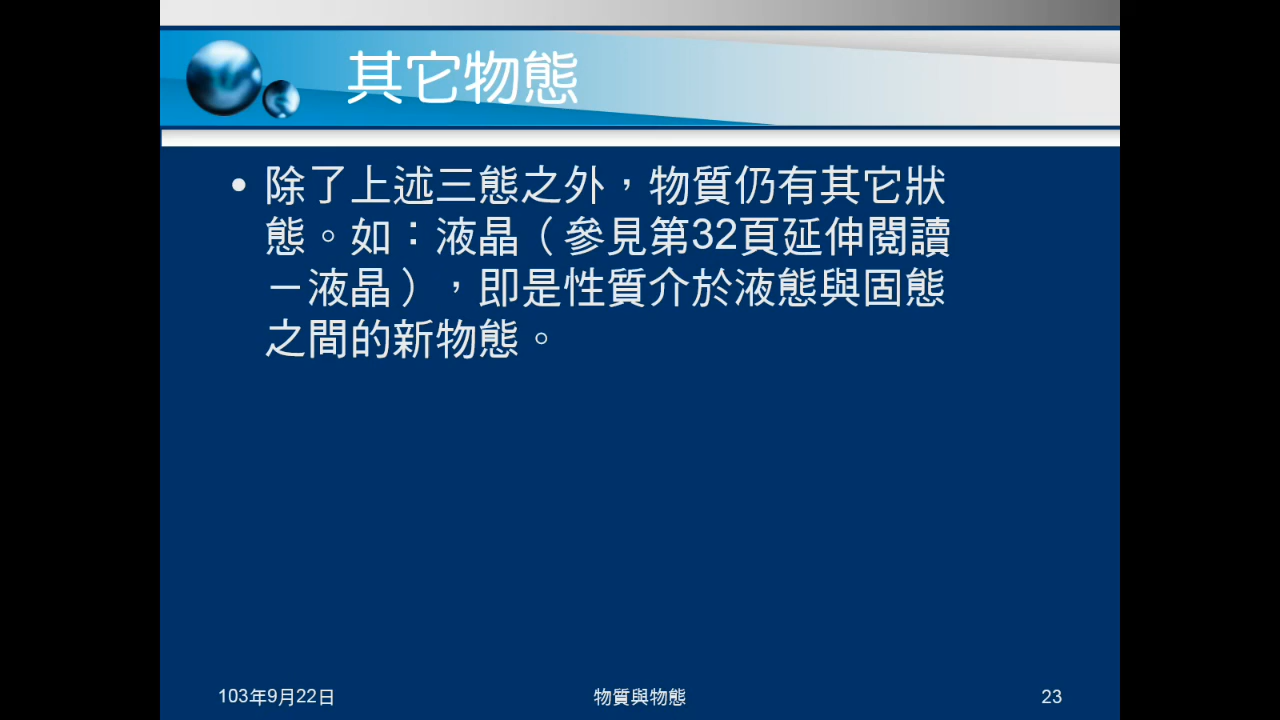 其它物態
• 除了上述三態之外，物質仍有其它狀
態。如：液晶（參見第32頁延伸閱讀
－液晶），即是性質介於液態與固態
之間的新物態。
103年9月22日
物質與物態
23